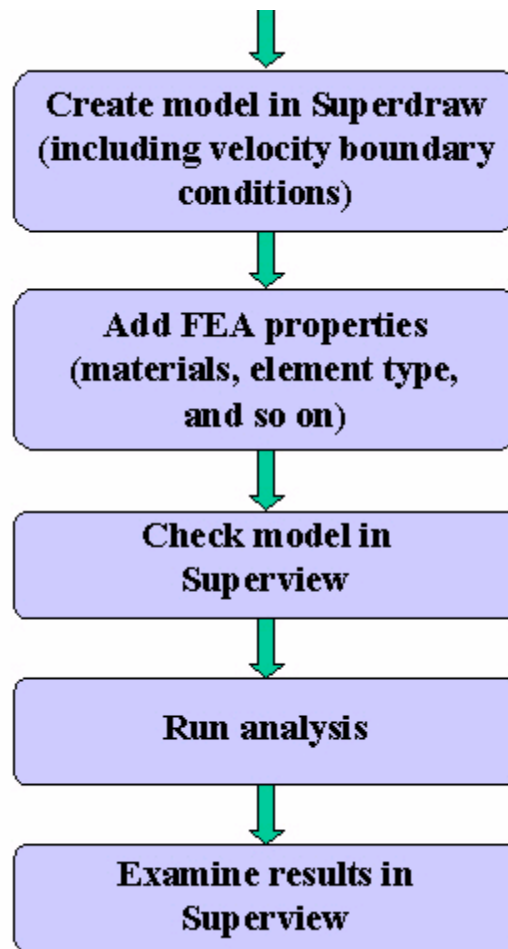 Create model in Superdraw
(including velocity boundary
conditions)
Add FEA properties
(materials, element type,
and so on)
Check model in
Superview
Run analysis
Examine results in
Superview